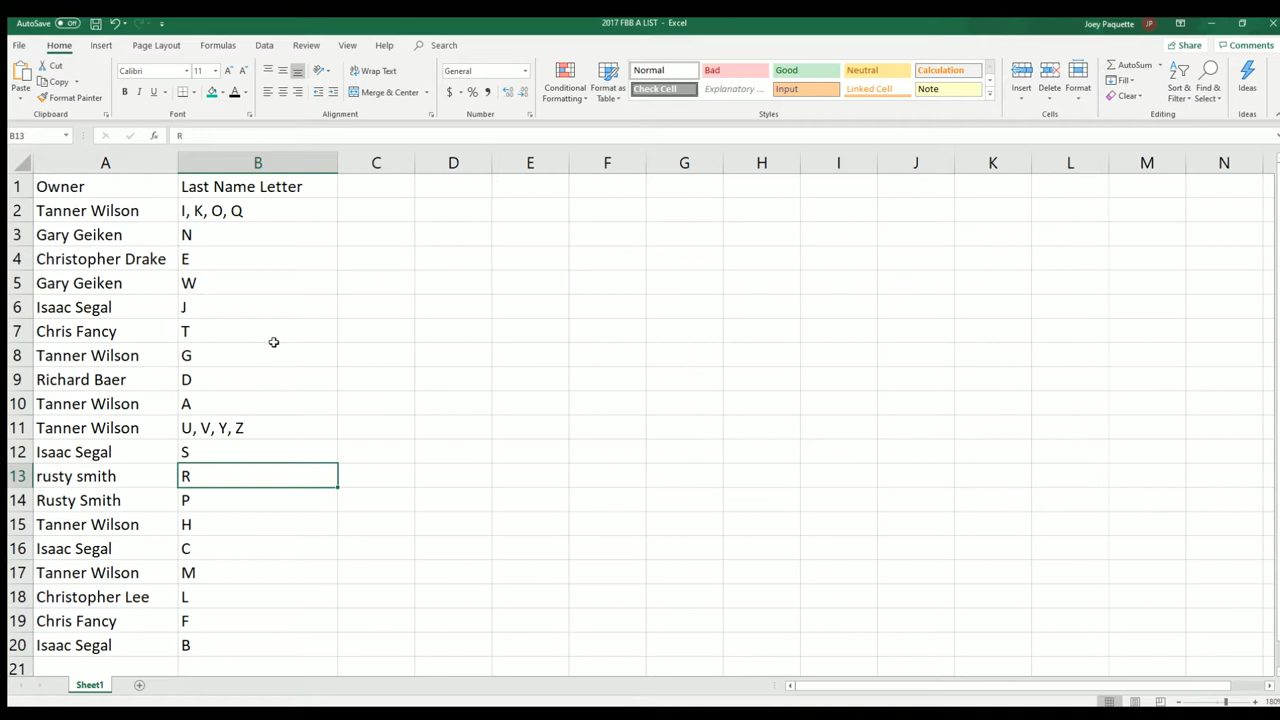 AutoSave Off 2017 FBB A LIST - Excel Joey Paquette JP
File Home Insert Page Layout Formulas Data Review View Help Search Share Comments
Paste Cut Copy Format Painter Clipboard
Calibri 11 B I U A A Font
Wrap Text Merge & Center Alignment
General $ % Number
Conditional Formatting Format as Table Normal Bad Good Neutral Calculation
Check Cell Explanatory ... Input Linked Cell Note Styles
Insert Delete Format Cells
AutoSum Fill Clear Sort & Filter Find & Select Editing
Ideas Ideas
B13 fx R
A B C D E F G H I J K L M N
1 Owner Last Name Letter
2 Tanner Wilson I, K, O, Q
3 Gary Geiken N
4 Christopher Drake E
5 Gary Geiken W
6 Isaac Segal J
7 Chris Fancy T
8 Tanner Wilson G
9 Richard Baer D
10 Tanner Wilson A
11 Tanner Wilson U, V, Y, Z
12 Isaac Segal S
13 rusty smith R
14 Rusty Smith P
15 Tanner Wilson H
16 Isaac Segal C
17 Tanner Wilson M
18 Christopher Lee L
19 Chris Fancy F
20 Isaac Segal B
21
Sheet1
180%